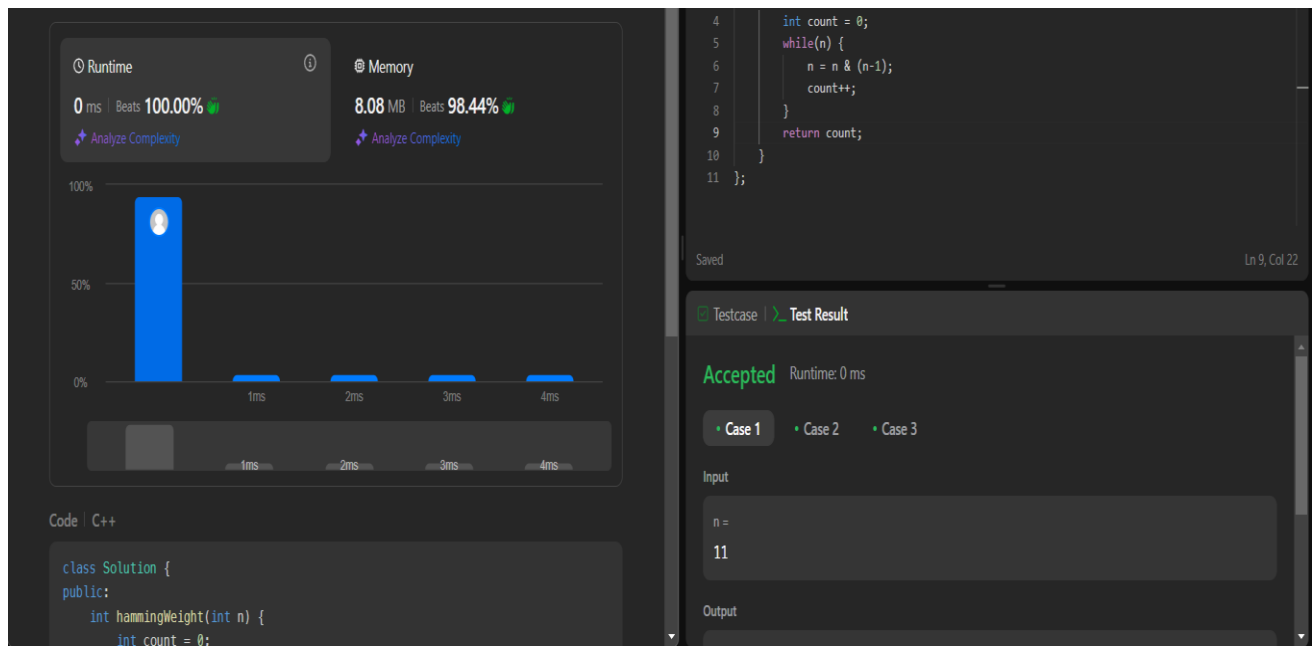 Runtime
0 ms | Beats 100.00%
Analyze Complexity
Memory
8.08 MB | Beats 98.44%
Analyze Complexity
100%
50%
0%
1ms 2ms 3ms 4ms
1ms 2ms 3ms 4ms
Code | C++
class Solution {
public:
    int hammingWeight(int n) {
        int count = 0;
4 int count = 0;
5 while(n) {
6 n = n & (n-1);
7 count++;
8 }
9 return count;
10 }
11 };
Saved
Ln 9, Col 22
Testcase | >_ Test Result
Accepted Runtime: 0 ms
• Case 1 • Case 2 • Case 3
Input
n =
11
Output